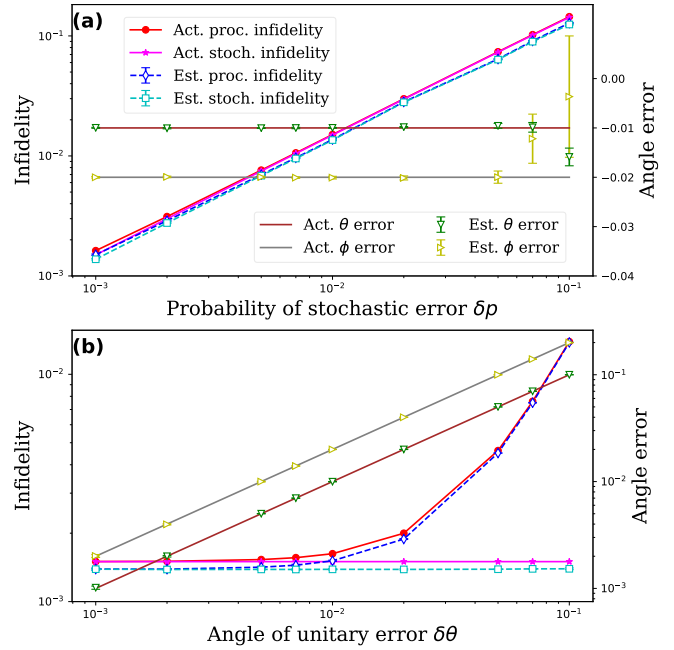 (a)
Act. proc. infidelity
Act. stoch. infidelity
Est. proc. infidelity
Est. stoch. infidelity
Act. θ error
Act. ϕ error
Est. θ error
Est. ϕ error
Infidelity
10⁻¹
10⁻²
10⁻³
Angle error
0.00
−0.01
−0.02
−0.03
−0.04
10⁻³
10⁻²
10⁻¹
Probability of stochastic error δp
(b)
Infidelity
10⁻²
10⁻³
Angle error
10⁻¹
10⁻²
10⁻³
10⁻³
10⁻²
10⁻¹
Angle of unitary error δθ